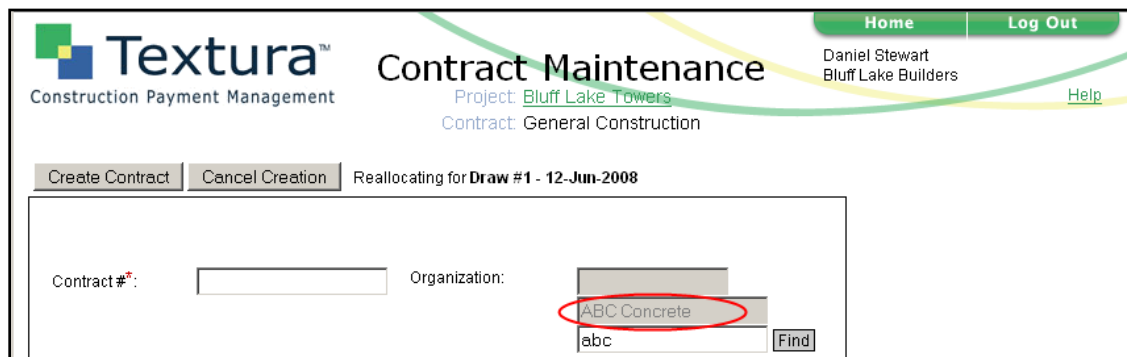 Home Log Out
Textura™
Construction Payment Management
Contract Maintenance
Project: Bluff Lake Towers
Contract: General Construction
Daniel Stewart
Bluff Lake Builders
Help
Create Contract Cancel Creation Reallocating for Draw #1 - 12-Jun-2008
Contract #*: Organization:
ABC Concrete
abc Find